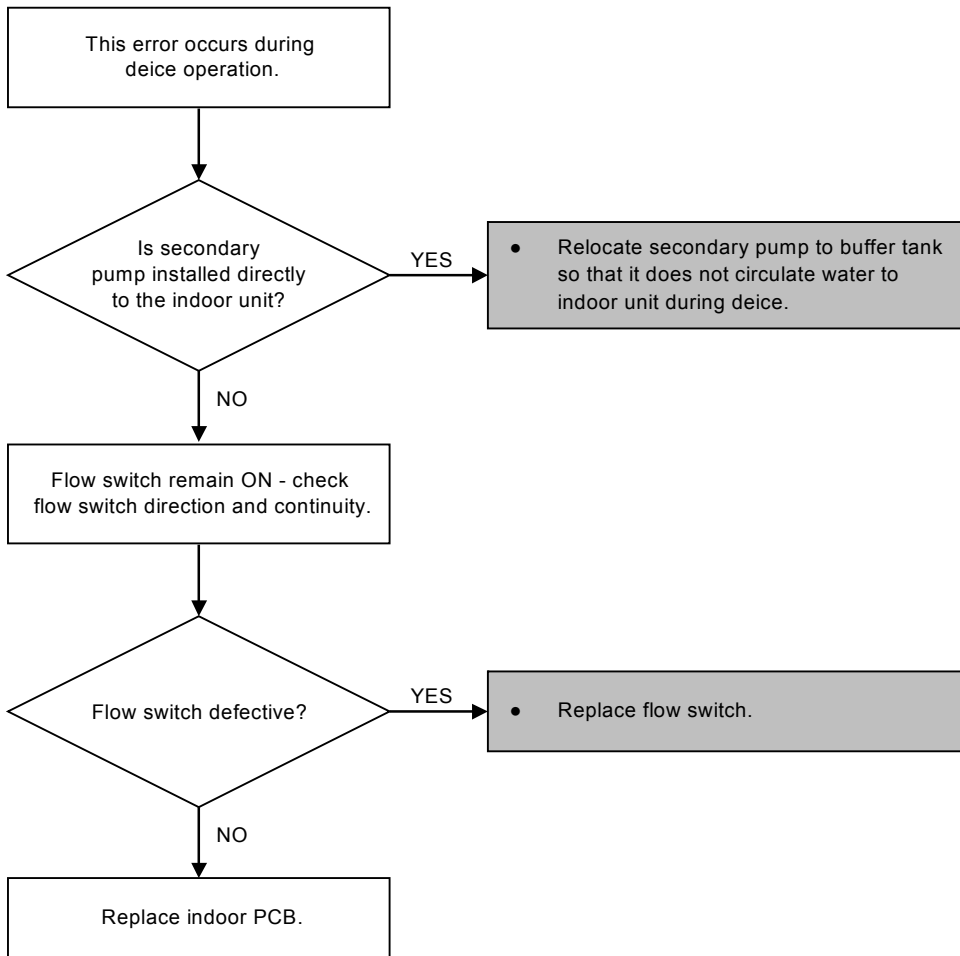 This error occurs during
deice operation.
Is secondary
pump installed directly
to the indoor unit?
YES
● Relocate secondary pump to buffer tank
so that it does not circulate water to
indoor unit during deice.
NO
Flow switch remain ON - check
flow switch direction and continuity.
Flow switch defective?
YES
● Replace flow switch.
NO
Replace indoor PCB.